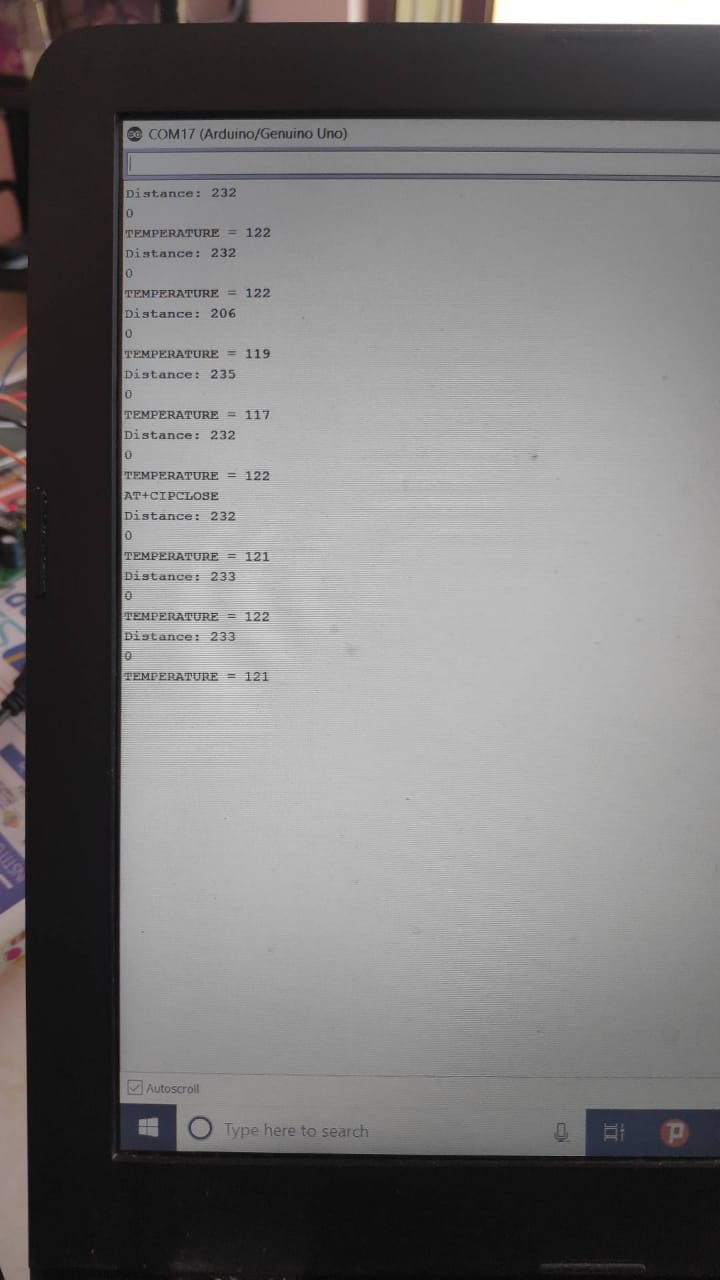 COM17 (Arduino/Genuino Uno)
Distance: 232
0
TEMPERATURE = 122
Distance: 232
0
TEMPERATURE = 122
Distance: 206
0
TEMPERATURE = 119
Distance: 235
0
TEMPERATURE = 117
Distance: 232
0
TEMPERATURE = 122
AT+CIPCLOSE
Distance: 232
0
TEMPERATURE = 121
Distance: 233
0
TEMPERATURE = 122
Distance: 233
0
TEMPERATURE = 121
Autoscroll
Type here to search